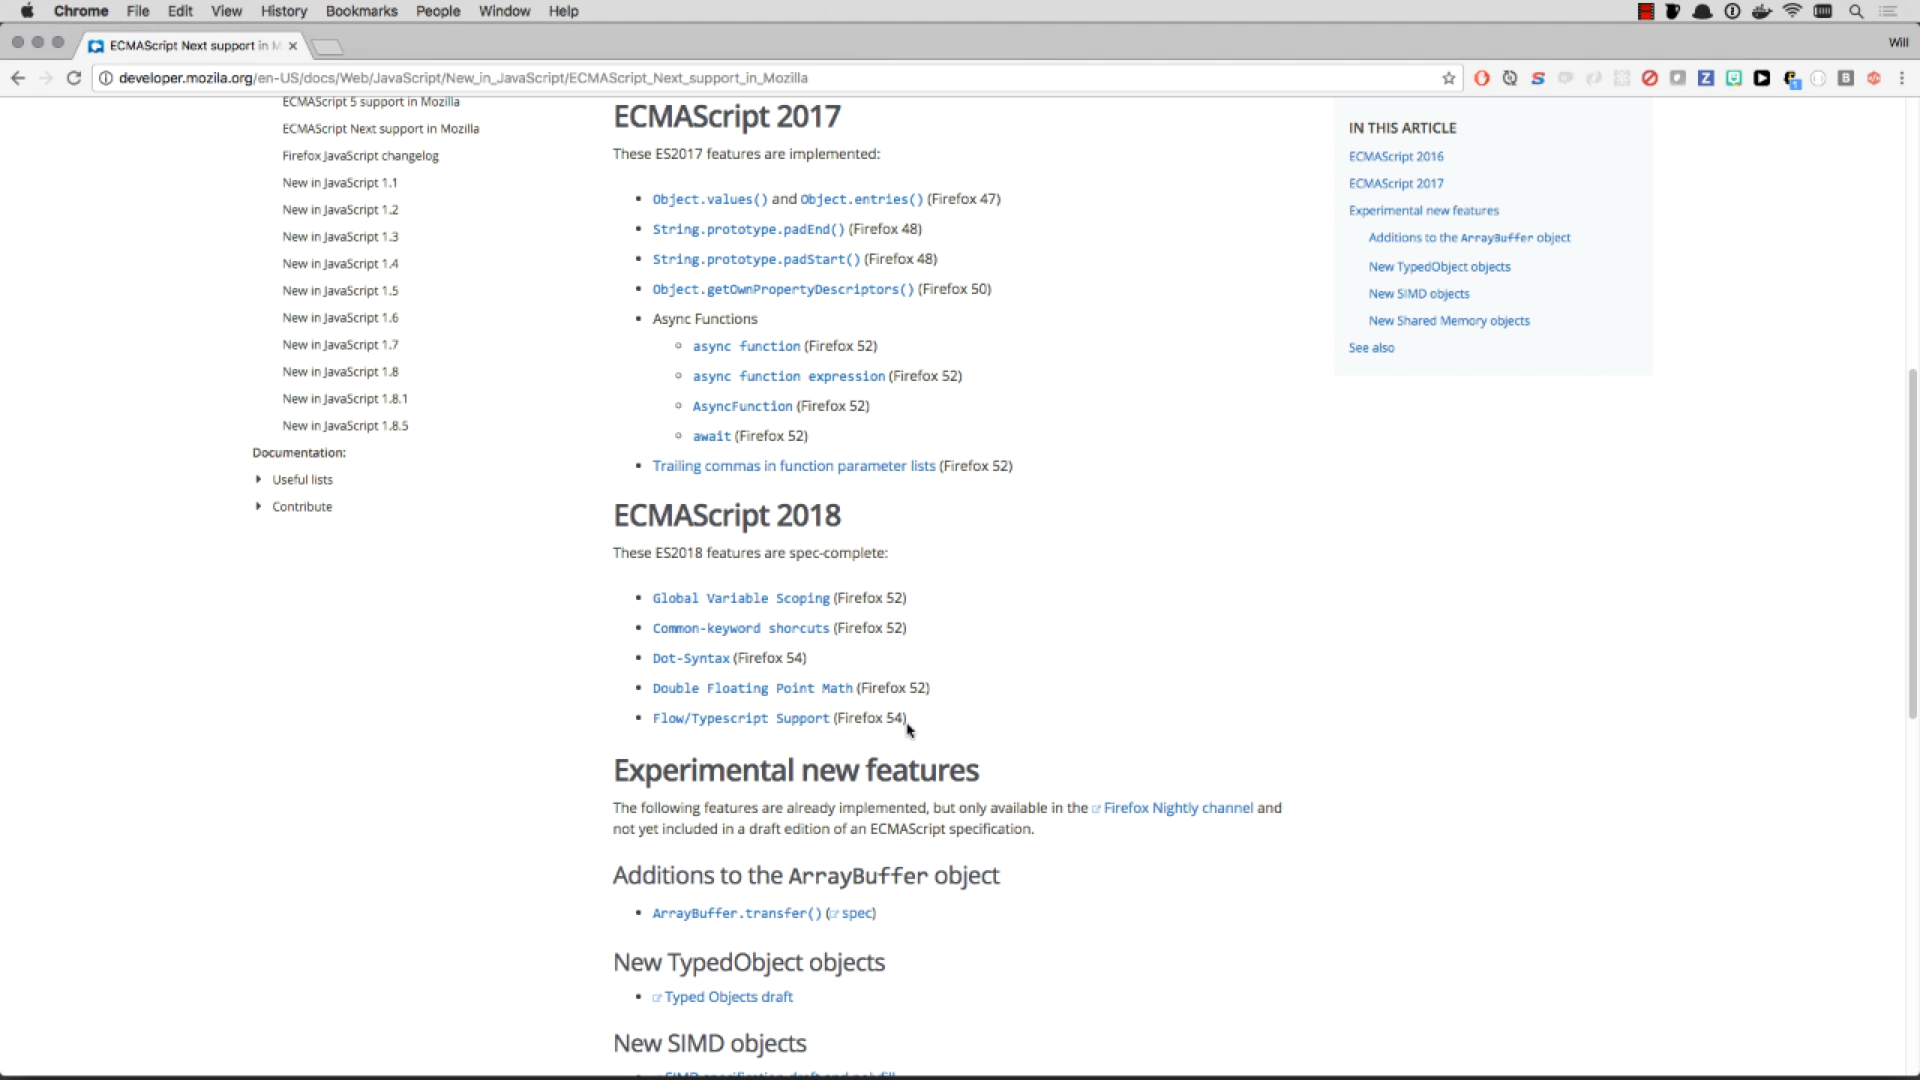 Chrome File Edit View History Bookmarks People Window Help
ECMAScript Next support in M
Will
developer.mozila.org/en-US/docs/Web/JavaScript/New_in_JavaScript/ECMAScript_Next_support_in_Mozilla
ECMAScript 5 support in Mozilla
ECMAScript Next support in Mozilla
Firefox JavaScript changelog
New in JavaScript 1.1
New in JavaScript 1.2
New in JavaScript 1.3
New in JavaScript 1.4
New in JavaScript 1.5
New in JavaScript 1.6
New in JavaScript 1.7
New in JavaScript 1.8
New in JavaScript 1.8.1
New in JavaScript 1.8.5
Documentation:
Useful lists
Contribute
ECMAScript 2017
These ES2017 features are implemented:
Object.values() and Object.entries() (Firefox 47)
String.prototype.padEnd() (Firefox 48)
String.prototype.padStart() (Firefox 48)
Object.getOwnPropertyDescriptors() (Firefox 50)
Async Functions
async function (Firefox 52)
async function expression (Firefox 52)
AsyncFunction (Firefox 52)
await (Firefox 52)
Trailing commas in function parameter lists (Firefox 52)
ECMAScript 2018
These ES2018 features are spec-complete:
Global Variable Scoping (Firefox 52)
Common-keyword shorcuts (Firefox 52)
Dot-Syntax (Firefox 54)
Double Floating Point Math (Firefox 52)
Flow/Typescript Support (Firefox 54)
Experimental new features
The following features are already implemented, but only available in the Firefox Nightly channel and
not yet included in a draft edition of an ECMAScript specification.
Additions to the ArrayBuffer object
ArrayBuffer.transfer() (spec)
New TypedObject objects
Typed Objects draft
New SIMD objects
SIMD specification draft and polyfill
IN THIS ARTICLE
ECMAScript 2016
ECMAScript 2017
Experimental new features
Additions to the ArrayBuffer object
New TypedObject objects
New SIMD objects
New Shared Memory objects
See also